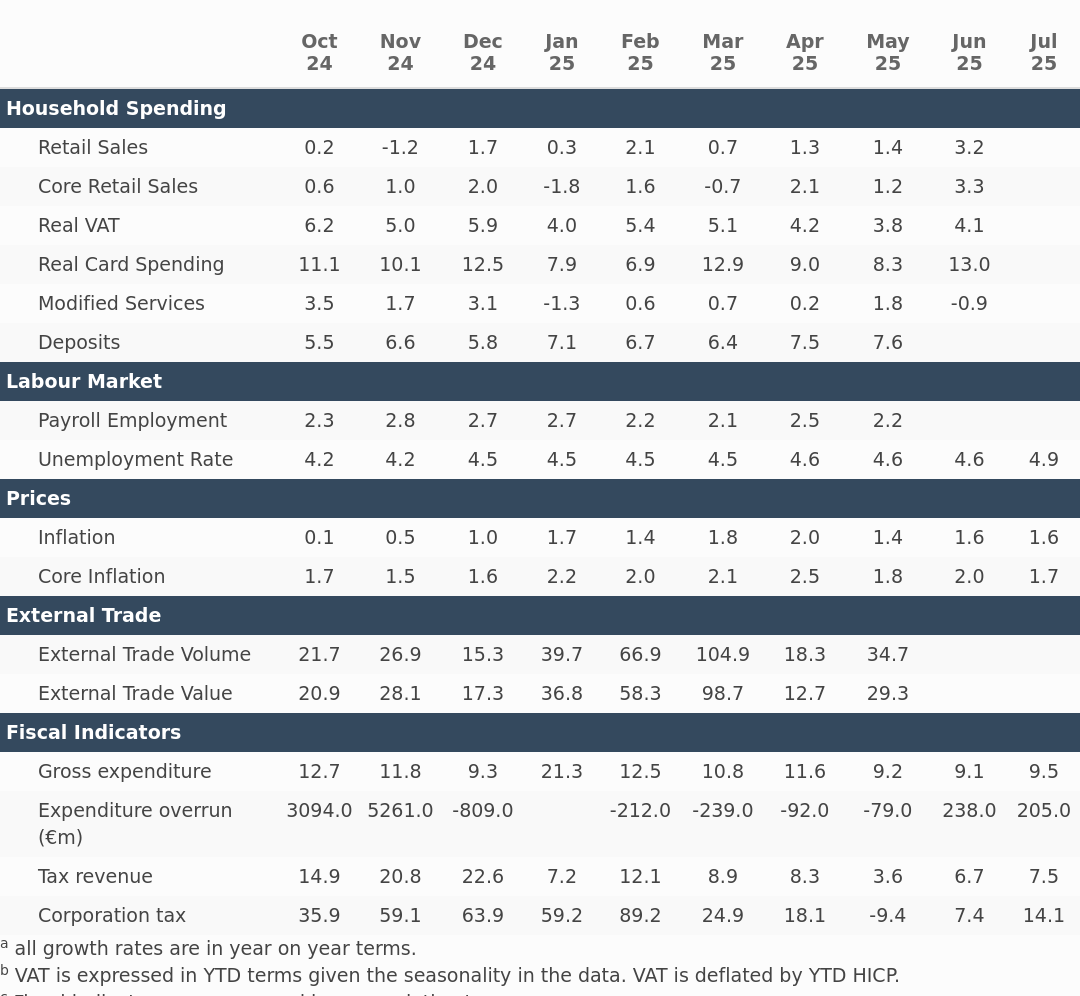 Oct 24 Nov 24 Dec 24 Jan 25 Feb 25 Mar 25 Apr 25 May 25 Jun 25 Jul 25
Household Spending
Retail Sales 0.2 -1.2 1.7 0.3 2.1 0.7 1.3 1.4 3.2
Core Retail Sales 0.6 1.0 2.0 -1.8 1.6 -0.7 2.1 1.2 3.3
Real VAT 6.2 5.0 5.9 4.0 5.4 5.1 4.2 3.8 4.1
Real Card Spending 11.1 10.1 12.5 7.9 6.9 12.9 9.0 8.3 13.0
Modified Services 3.5 1.7 3.1 -1.3 0.6 0.7 0.2 1.8 -0.9
Deposits 5.5 6.6 5.8 7.1 6.7 6.4 7.5 7.6
Labour Market
Payroll Employment 2.3 2.8 2.7 2.7 2.2 2.1 2.5 2.2
Unemployment Rate 4.2 4.2 4.5 4.5 4.5 4.5 4.6 4.6 4.6 4.9
Prices
Inflation 0.1 0.5 1.0 1.7 1.4 1.8 2.0 1.4 1.6 1.6
Core Inflation 1.7 1.5 1.6 2.2 2.0 2.1 2.5 1.8 2.0 1.7
External Trade
External Trade Volume 21.7 26.9 15.3 39.7 66.9 104.9 18.3 34.7
External Trade Value 20.9 28.1 17.3 36.8 58.3 98.7 12.7 29.3
Fiscal Indicators
Gross expenditure 12.7 11.8 9.3 21.3 12.5 10.8 11.6 9.2 9.1 9.5
Expenditure overrun 3094.0 5261.0 -809.0 -212.0 -239.0 -92.0 -79.0 238.0 205.0
(€m)
Tax revenue 14.9 20.8 22.6 7.2 12.1 8.9 8.3 3.6 6.7 7.5
Corporation tax 35.9 59.1 63.9 59.2 89.2 24.9 18.1 -9.4 7.4 14.1
a all growth rates are in year on year terms.
b VAT is expressed in YTD terms given the seasonality in the data. VAT is deflated by YTD HICP.